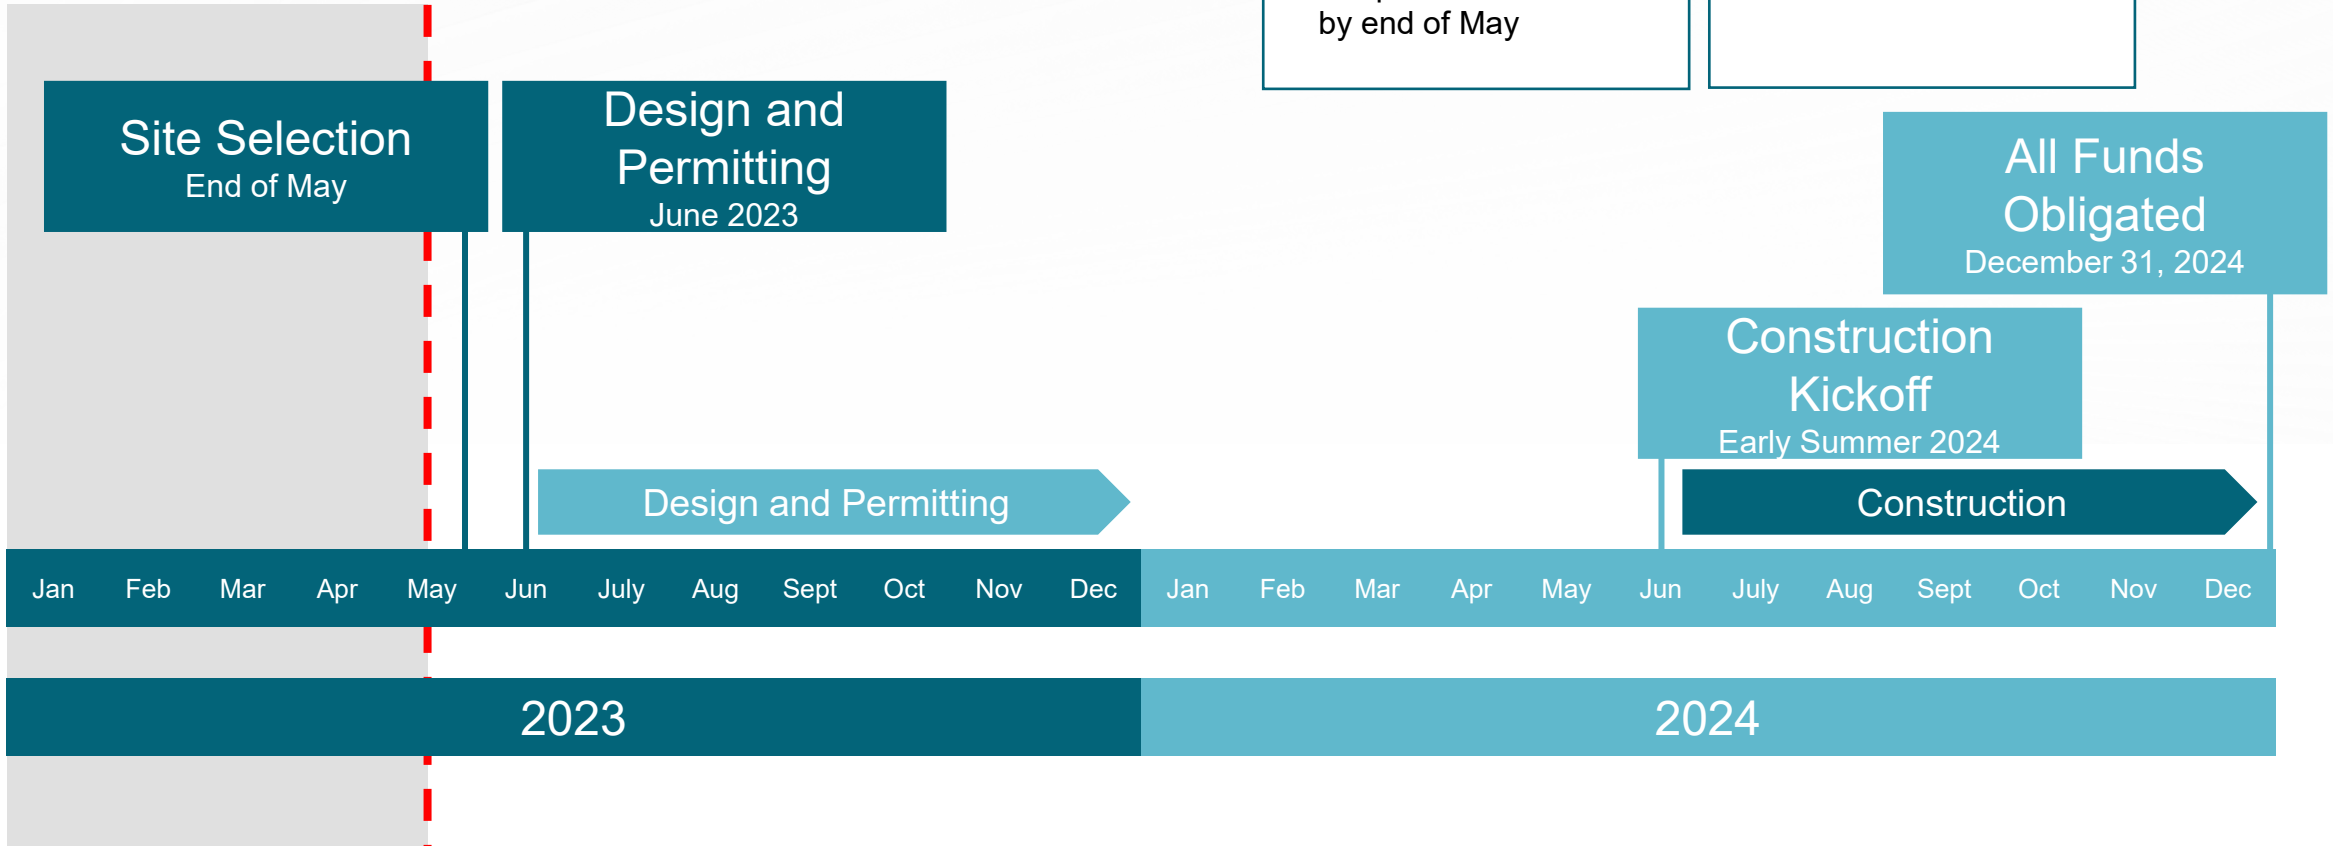 by end of May
Site Selection
End of May
Design and
Permitting
June 2023
All Funds
Obligated
December 31, 2024
Construction
Kickoff
Early Summer 2024
Design and Permitting
Construction
Jan Feb Mar Apr May Jun July Aug Sept Oct Nov Dec Jan Feb Mar Apr May Jun July Aug Sept Oct Nov Dec
2023 2024